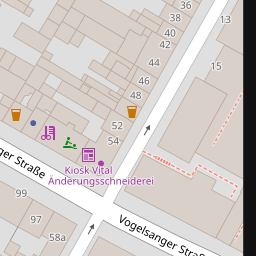 36
38
40
42
44
46
48
52
54
13
15
Kiosk Vital
Änderungsschneiderei
ger Straße
Vogelsanger Straß
99
97
58a